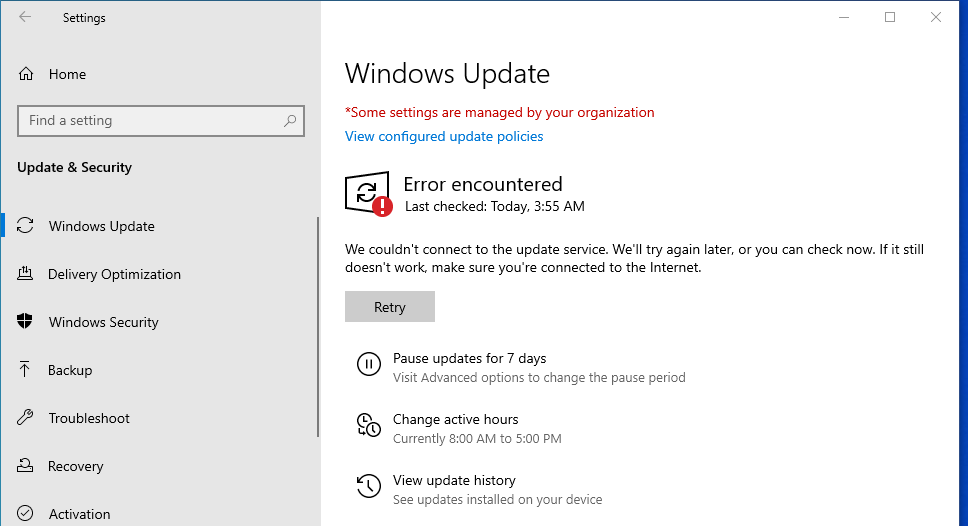 Settings
Home
Find a setting
Update & Security
Windows Update
Delivery Optimization
Windows Security
Backup
Troubleshoot
Recovery
Activation
Windows Update
*Some settings are managed by your organization
View configured update policies
Error encountered
Last checked: Today, 3:55 AM
We couldn't connect to the update service. We'll try again later, or you can check now. If it still
doesn't work, make sure you're connected to the Internet.
Retry
Pause updates for 7 days
Visit Advanced options to change the pause period
Change active hours
Currently 8:00 AM to 5:00 PM
View update history
See updates installed on your device